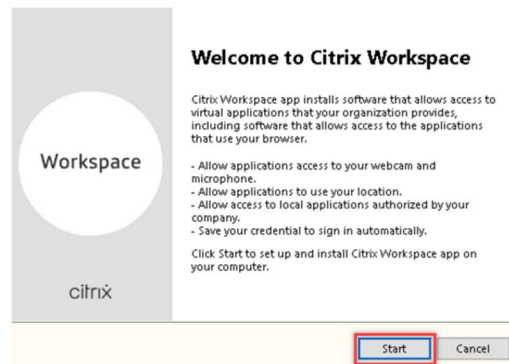 Welcome to Citrix Workspace
Citrix Workspace app installs software that allows access to
virtual applications that your organization provides,
including software that allows access to the applications
that use your browser.
- Allow applications access to your webcam and
microphone.
- Allow applications to use your location.
- Allow access to local applications authorized by your
company.
- Save your credential to sign in automatically.
Click Start to set up and install Citrix Workspace app on
your computer.
Workspace
citrix
Start
Cancel